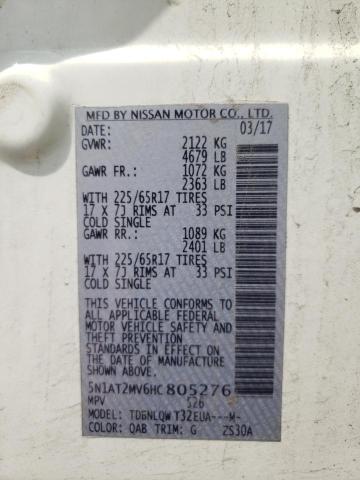 MFD BY NISSAN MOTOR CO., LTD.
DATE: 03/17
GVWR: 2122 KG
4679 LB
GAWR FR.: 1072 KG
2363 LB
WITH 225/65R17 TIRES
17 X 7J RIMS AT 33 PSI
COLD SINGLE
GAWR RR.: 1089 KG
2401 LB
WITH 225/65R17 TIRES
17 X 7J RIMS AT 33 PSI
COLD SINGLE
THIS VEHICLE CONFORMS TO
ALL APPLICABLE FEDERAL
MOTOR VEHICLE SAFETY AND
THEFT PREVENTION
STANDARDS IN EFFECT ON
THE DATE OF MANUFACTURE
SHOWN ABOVE.
5N1AT2MV6HC805276
MPV 526
MODEL: TDGNLQW T32EUA---M-
COLOR: QAB TRIM: G 2S30A